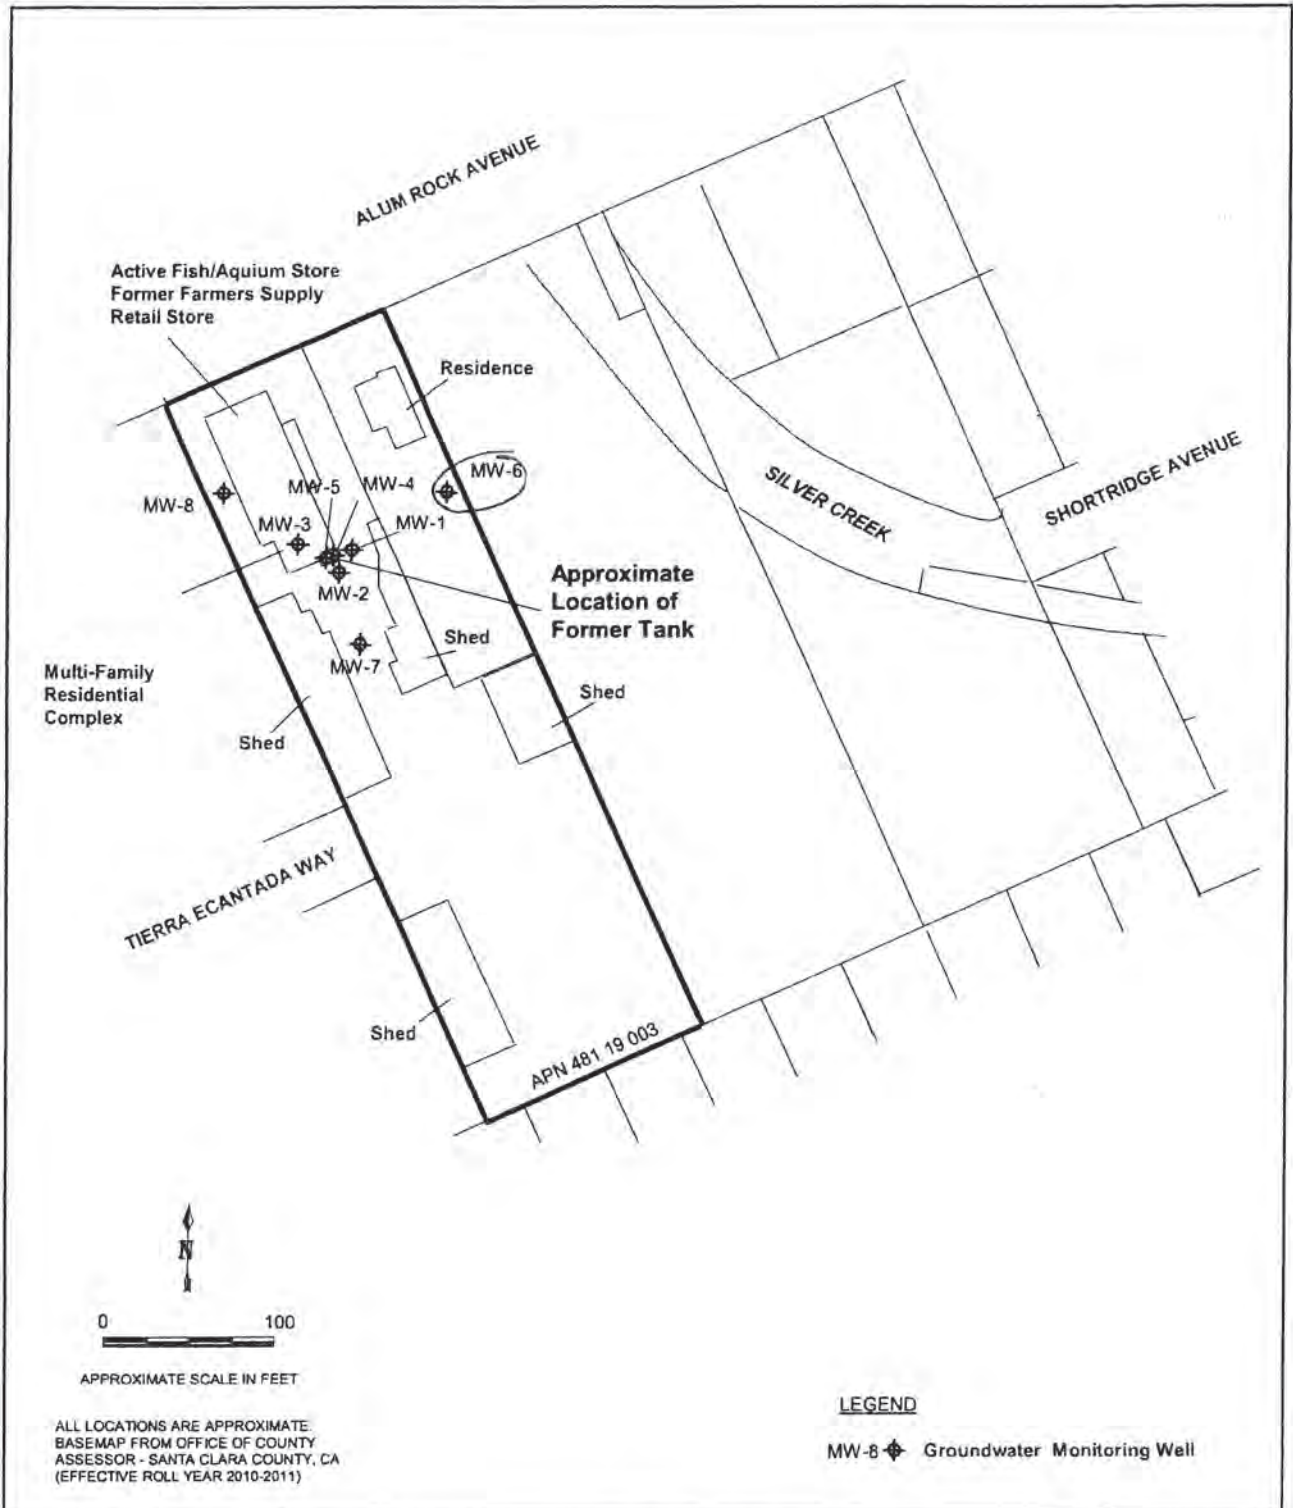 ALUM ROCK AVENUE
Active Fish/Aquium Store
Former Farmers Supply
Retail Store
Residence
MW-6
MW-5
MW-4
MW-8
MW-3
MW-1
SILVER CREEK
SHORTRIDGE AVENUE
MW-2
Approximate
Location of
Former Tank
Shed
MW-7
Multi-Family
Residential
Complex
Shed
Shed
TIERRA ECANTADA WAY
Shed
APN 481 19 003
N
0 100
APPROXIMATE SCALE IN FEET
ALL LOCATIONS ARE APPROXIMATE.
BASEMAP FROM OFFICE OF COUNTY
ASSESSOR - SANTA CLARA COUNTY, CA
(EFFECTIVE ROLL YEAR 2010-2011)
LEGEND
MW-8 Groundwater Monitoring Well